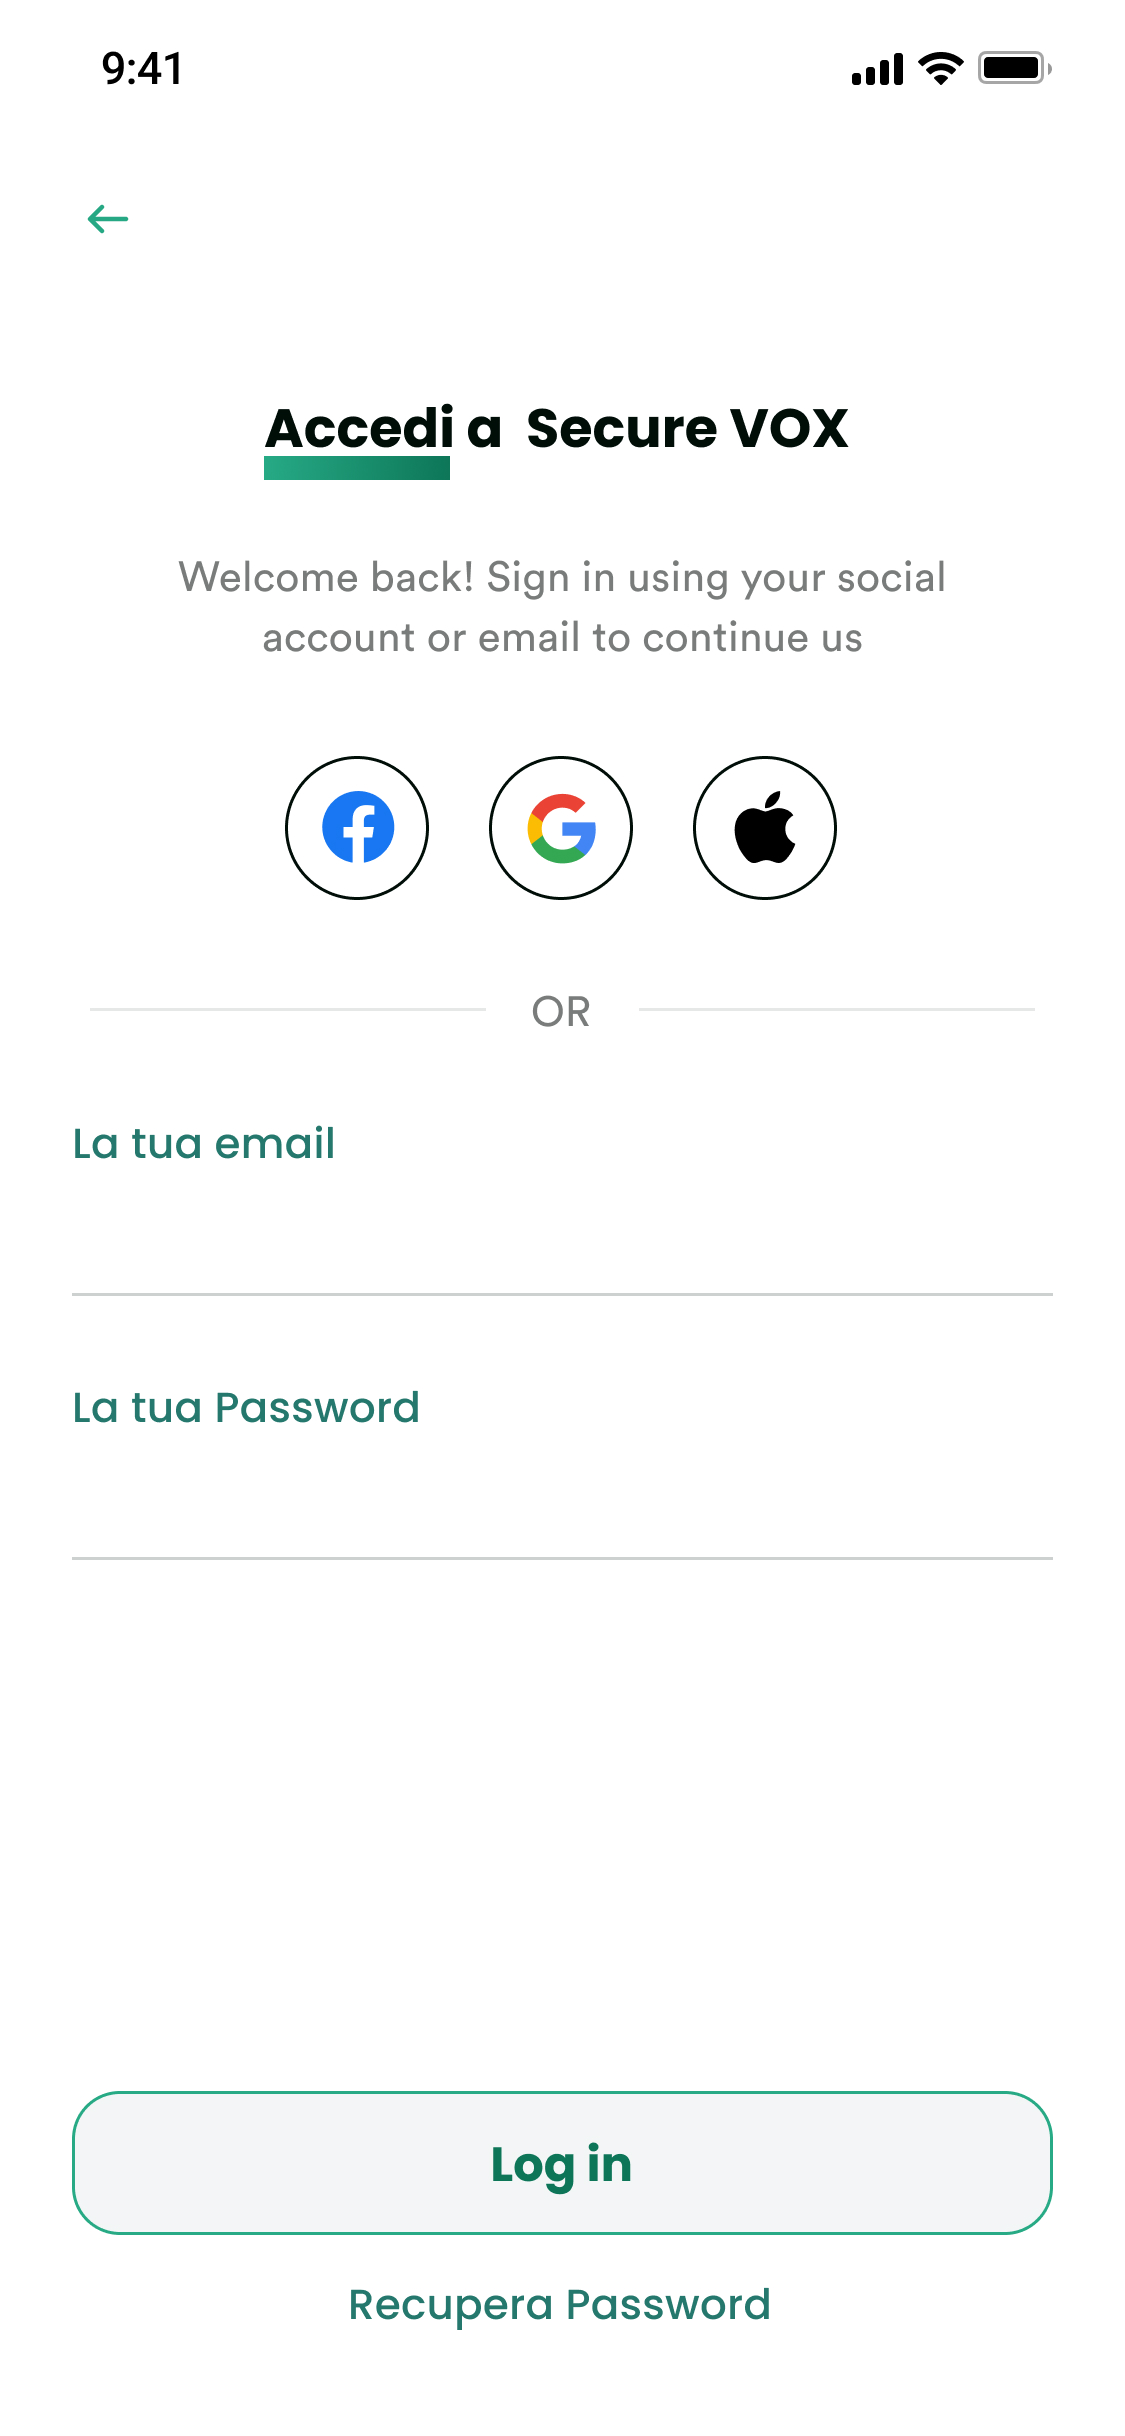 9:41
Accedi a Secure VOX
Welcome back! Sign in using your social
account or email to continue us
OR
La tua email
La tua Password
Log in
Recupera Password